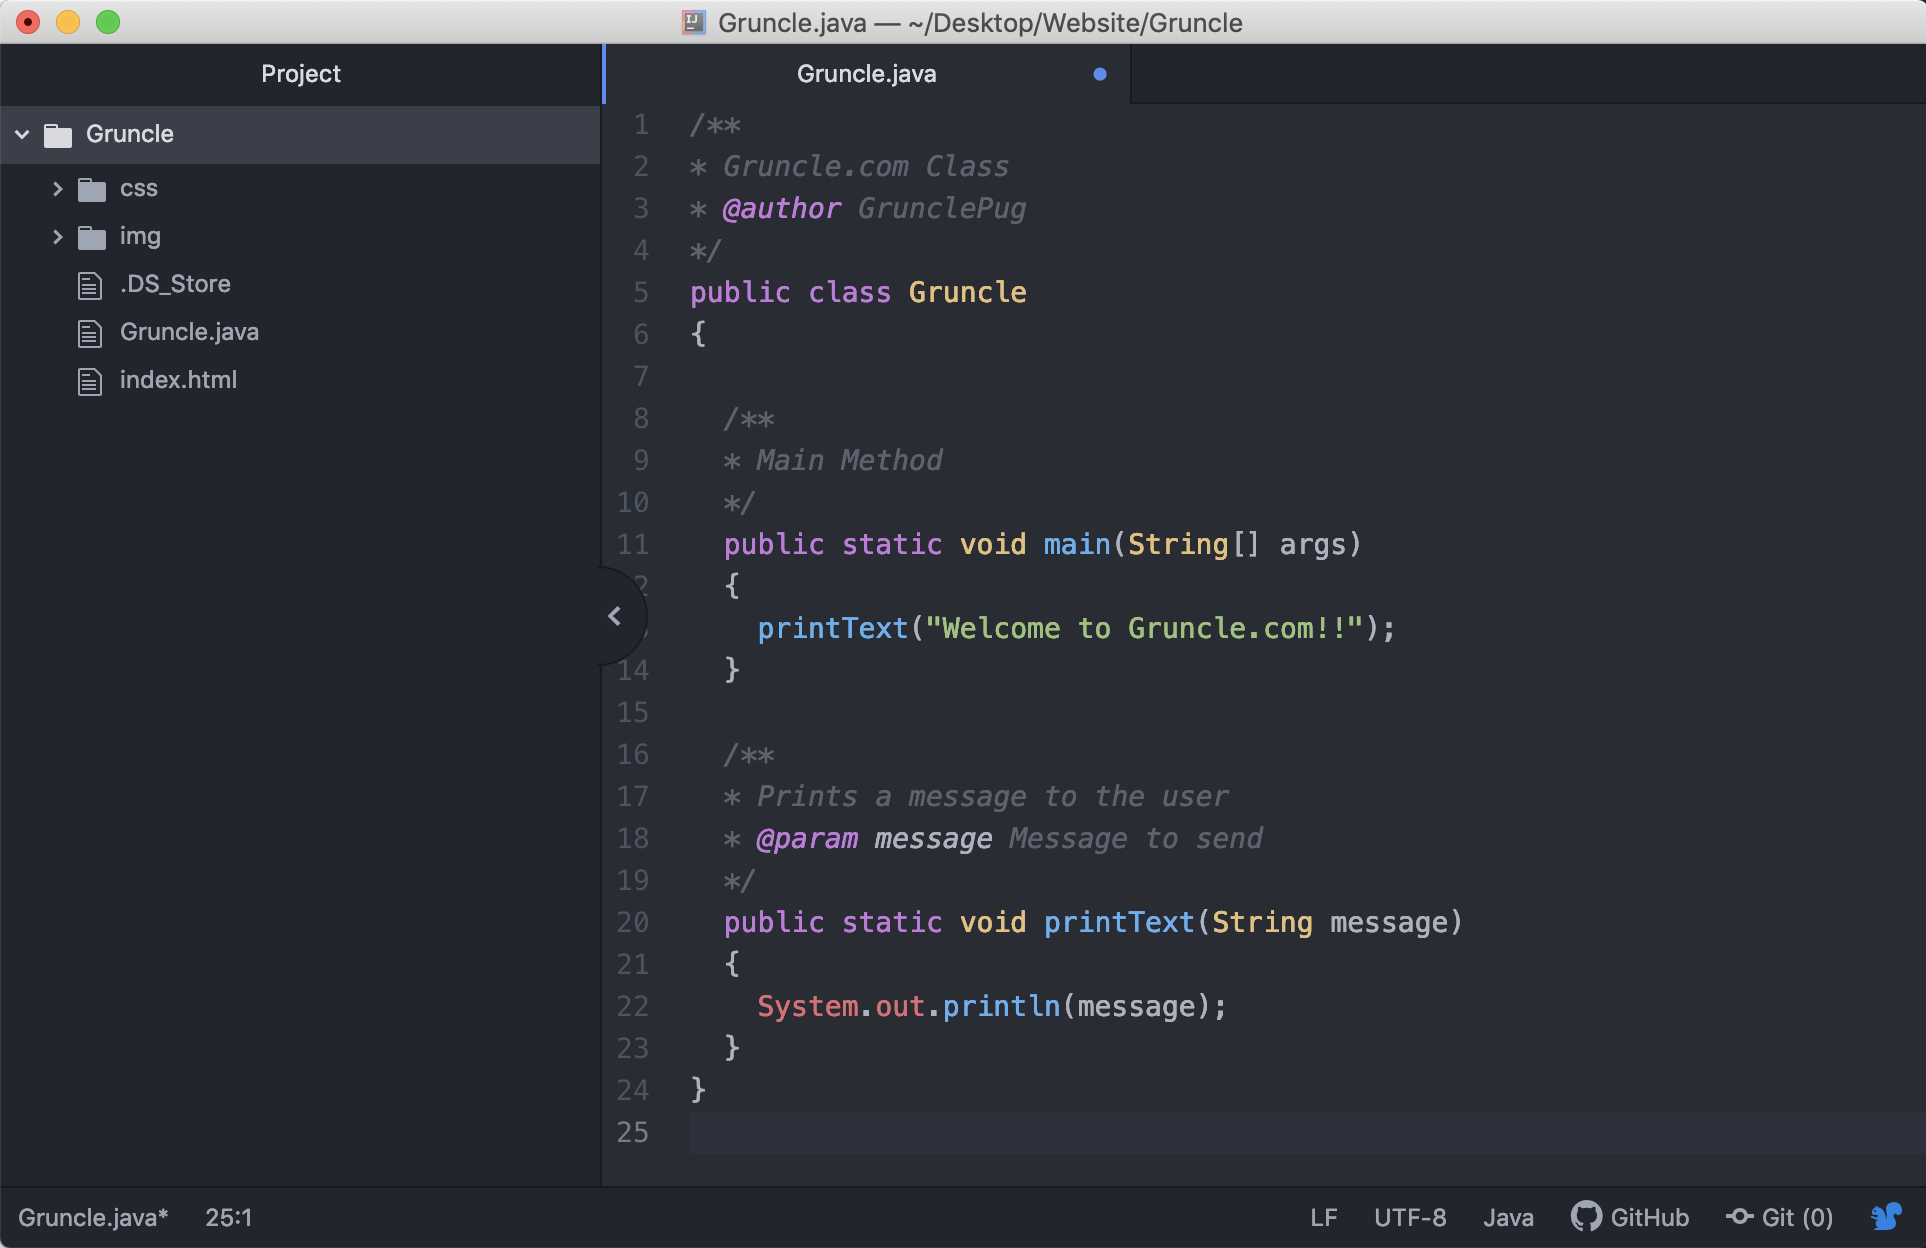 Gruncle.java — ~/Desktop/Website/Gruncle
Project
Gruncle
css
img
.DS_Store
Gruncle.java
index.html
Gruncle.java
1 /**
2 * Gruncle.com Class
3 * @author GrunclePug
4 */
5 public class Gruncle
6 {
7
8 /**
9 * Main Method
10 */
11 public static void main(String[] args)
2 {
printText("Welcome to Gruncle.com!!");
14 }
15
16 /**
17 * Prints a message to the user
18 * @param message Message to send
19 */
20 public static void printText(String message)
21 {
22 System.out.println(message);
23 }
24 }
25
Gruncle.java* 25:1 LF UTF-8 Java GitHub Git (0)